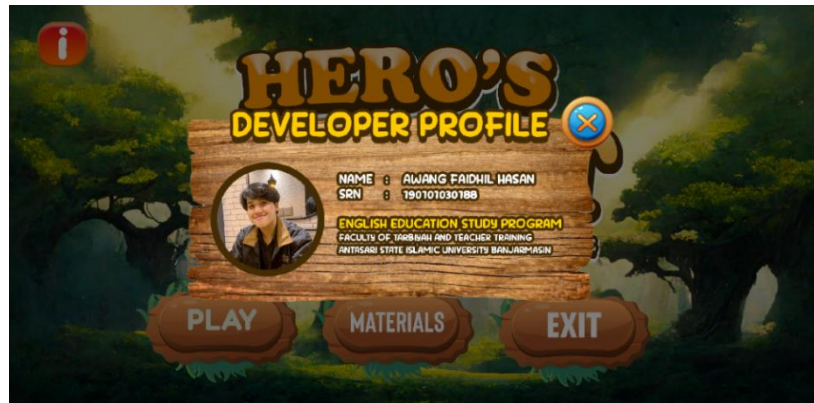 i
HERO'S
DEVELOPER PROFILE
NAME : AWANG FAIDHIL HASAN
SRN : 190101030188
ENGLISH EDUCATION STUDY PROGRAM
FACULTY OF TARBIYAH AND TEACHER TRAINING
ANTASARI STATE ISLAMIC UNIVERSITY BANJARMASIN
PLAY
MATERIALS
EXIT